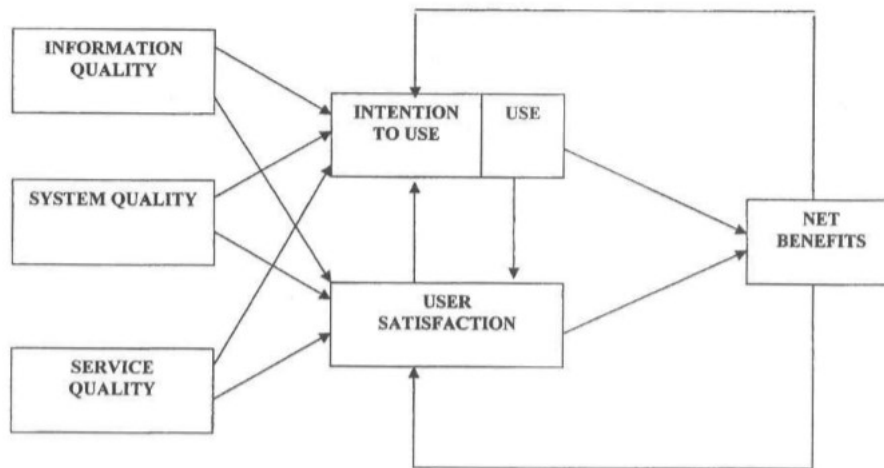 INFORMATION
QUALITY
INTENTION
TO USE
USE
SYSTEM QUALITY
NET
BENEFITS
USER
SATISFACTION
SERVICE
QUALITY